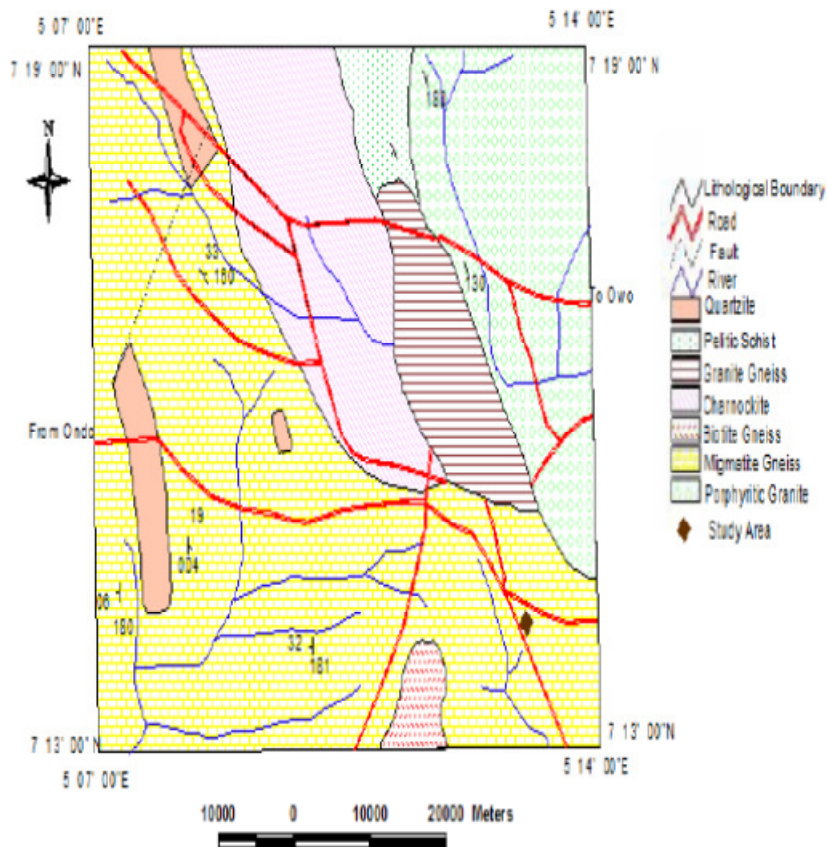 5 07' 00"E
5 14' 00"E
7 19' 00" N
7 19' 00" N
N
188
33
160
130
To Owo
From Ondo
19
004
06
180
32
181
7 13' 00" N
7 13' 00" N
5 07' 00"E
5 14' 00"E
Lithological Boundary
Road
Fault
River
Quartzite
Pelitic Schist
Granite Gneiss
Charnockite
Biotite Gneiss
Migmatite Gneiss
Porphyritic Granite
Study Area
10000 0 10000 20000 Meters